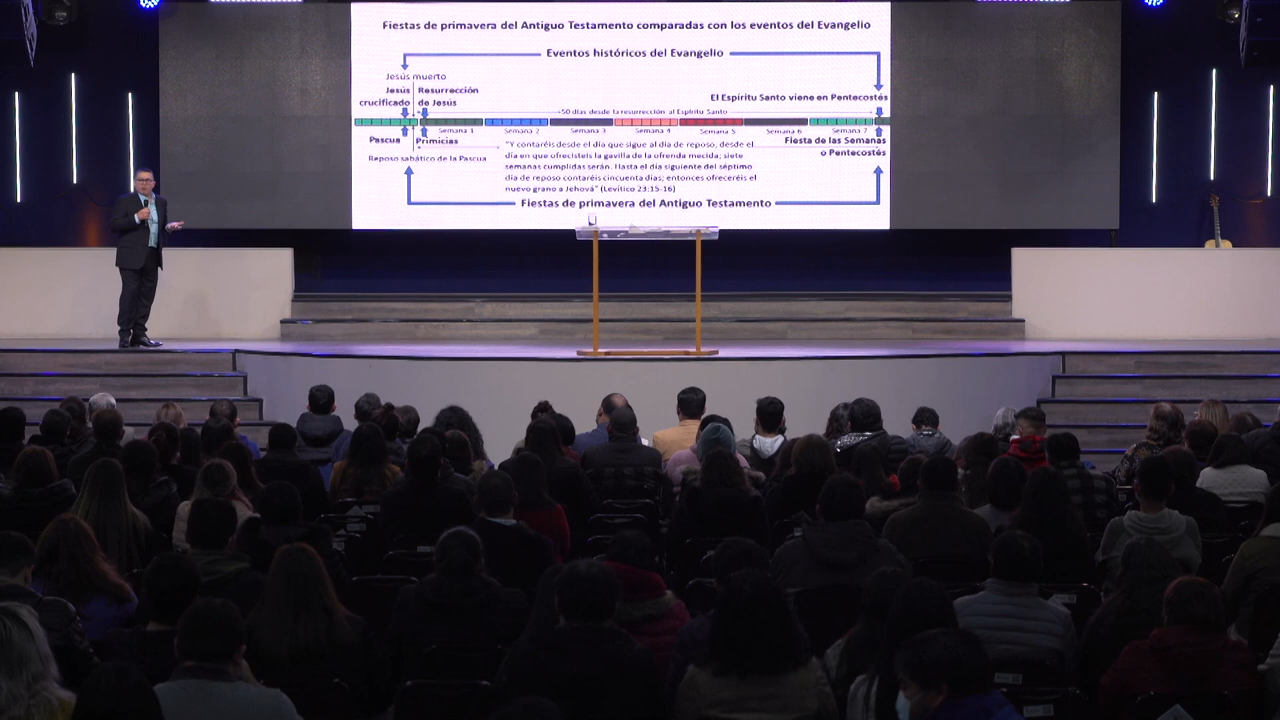 Fiestas de primavera del Antiguo Testamento comparadas con los eventos del Evangelio
Eventos históricos del Evangelio
Jesús muerto
Jesús crucificado
Resurrección de Jesús
El Espíritu Santo viene en Pentecostés
50 días desde la resurrección al Espíritu Santo
Semana 1 Semana 2 Semana 3 Semana 4 Semana 5 Semana 6 Semana 7
Pascua
Primicias
Fiesta de las Semanas
o Pentecostés
Reposo sabático de la Pascua
"Y contaréis desde el día que sigue al día de reposo, desde el
día en que ofrecisteis la gavilla de la ofrenda mecida; siete
semanas cumplidas serán. Hasta el día siguiente del séptimo
día de reposo contaréis cincuenta días; entonces ofreceréis el
nuevo grano a Jehová" (Levítico 23:15-16)
Fiestas de primavera del Antiguo Testamento